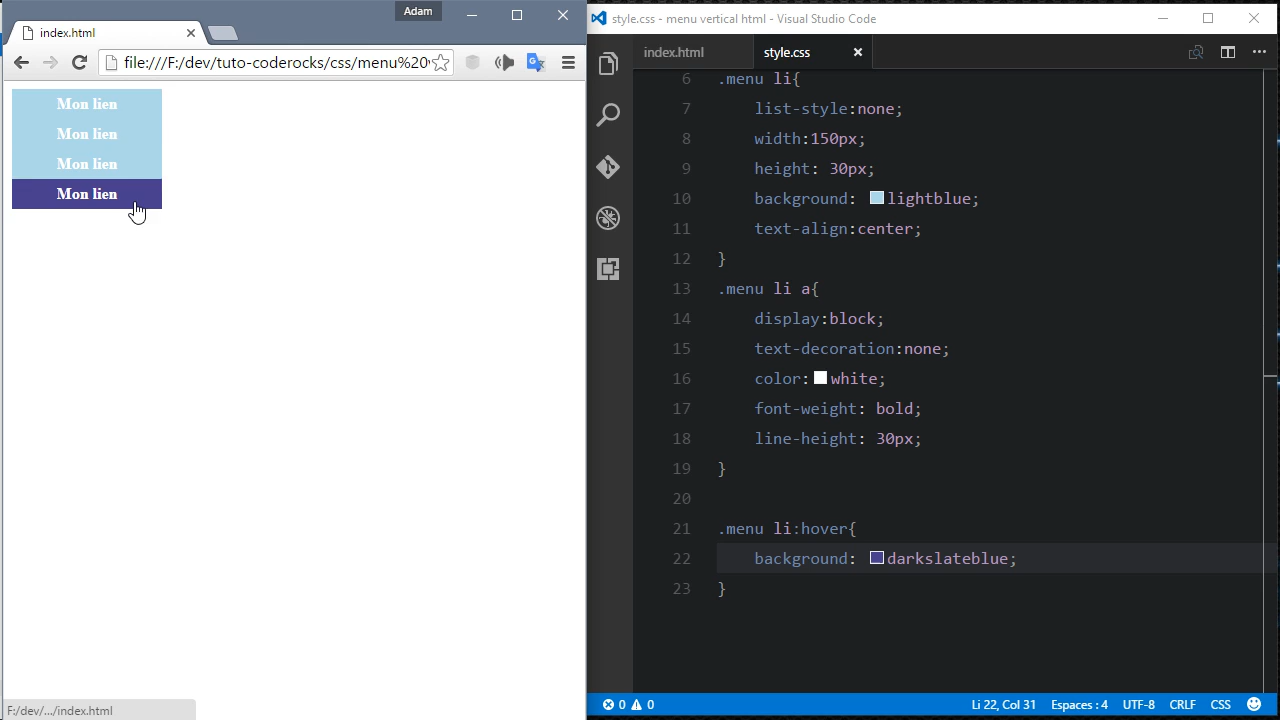 Adam
index.html
file:///F:/dev/tuto-coderocks/css/menu%20
Mon lien
Mon lien
Mon lien
Mon lien
F:/dev/.../index.html
style.css - menu vertical html - Visual Studio Code
index.html
style.css
6 .menu li{
7 list-style:none;
8 width:150px;
9 height: 30px;
10 background: lightblue;
11 text-align:center;
12 }
13 .menu li a{
14 display:block;
15 text-decoration:none;
16 color:white;
17 font-weight: bold;
18 line-height: 30px;
19 }
20
21 .menu li:hover{
22 background: darkslateblue;
23 }
0 0 Li 22, Col 31 Espaces : 4 UTF-8 CRLF CSS